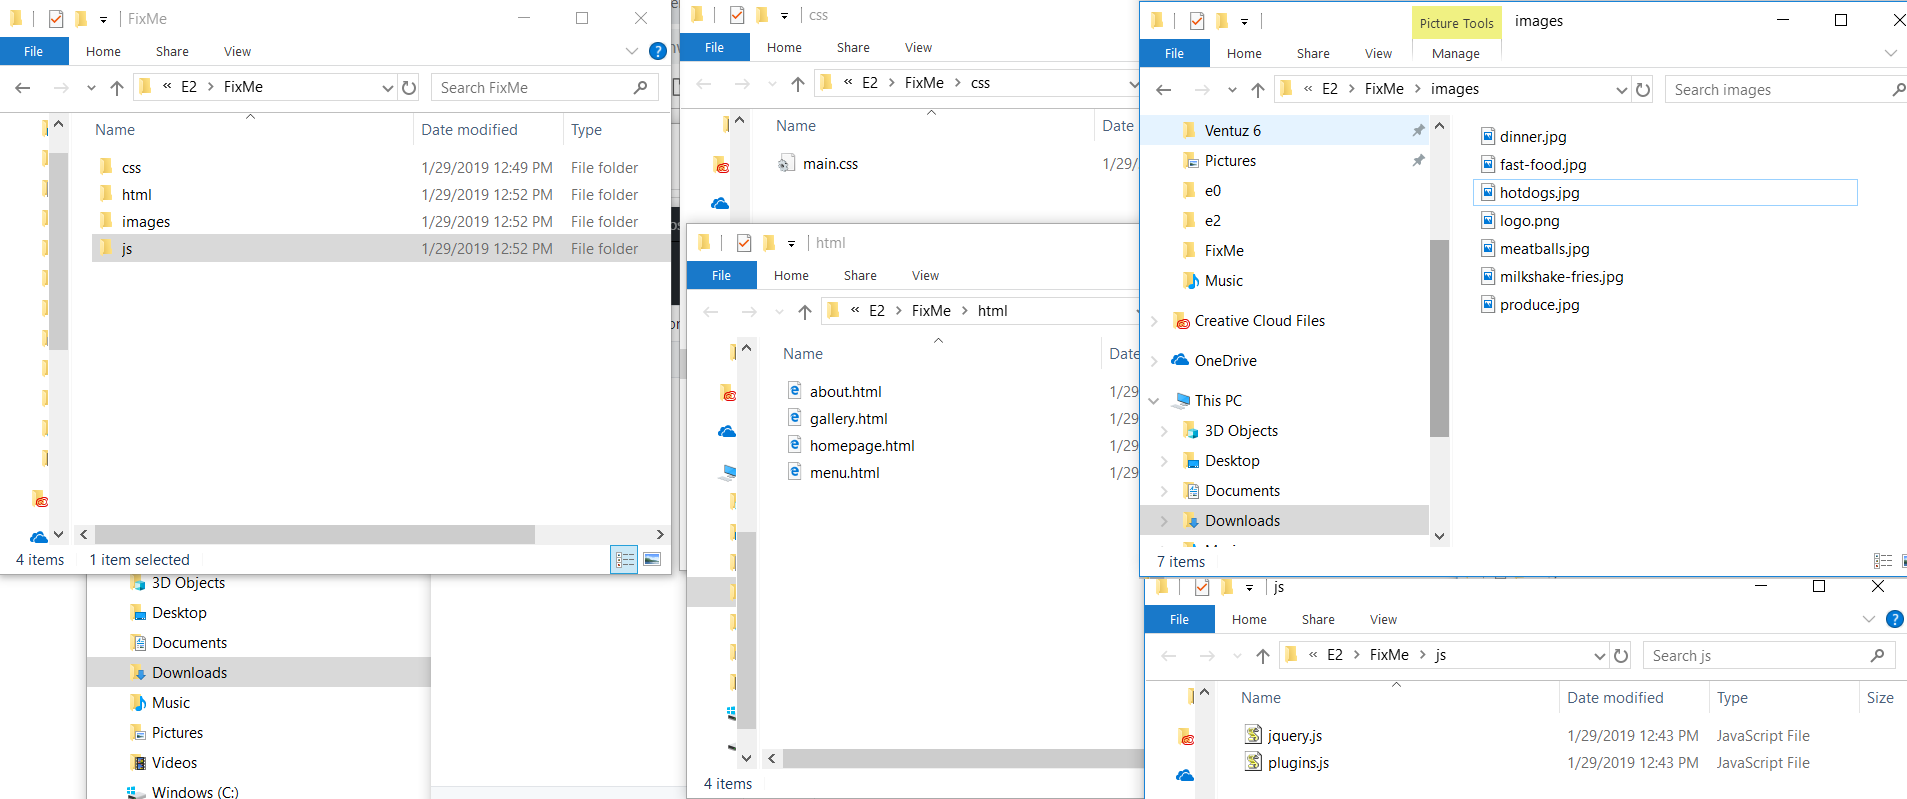 FixMe
File Home Share View
« E2 > FixMe
Search FixMe
Name Date modified Type
css 1/29/2019 12:49 PM File folder
html 1/29/2019 12:52 PM File folder
images 1/29/2019 12:52 PM File folder
js 1/29/2019 12:52 PM File folder
4 items 1 item selected
3D Objects
Desktop
Documents
Downloads
Music
Pictures
Videos
Windows (C:)
css
File Home Share View
« E2 > FixMe > css
Name Date
main.css 1/29/
html
File Home Share View
« E2 > FixMe > html
Name Date
about.html 1/29
gallery.html 1/29
homepage.html 1/29
menu.html 1/29
4 items
Picture Tools images
File Home Share View Manage
« E2 > FixMe > images
Search images
Ventuz 6
Pictures
e0
e2
FixMe
Music
Creative Cloud Files
OneDrive
This PC
3D Objects
Desktop
Documents
Downloads
dinner.jpg
fast-food.jpg
hotdogs.jpg
logo.png
meatballs.jpg
milkshake-fries.jpg
produce.jpg
7 items
js
File Home Share View
« E2 > FixMe > js
Search js
Name Date modified Type Size
jquery.js 1/29/2019 12:43 PM JavaScript File
plugins.js 1/29/2019 12:43 PM JavaScript File